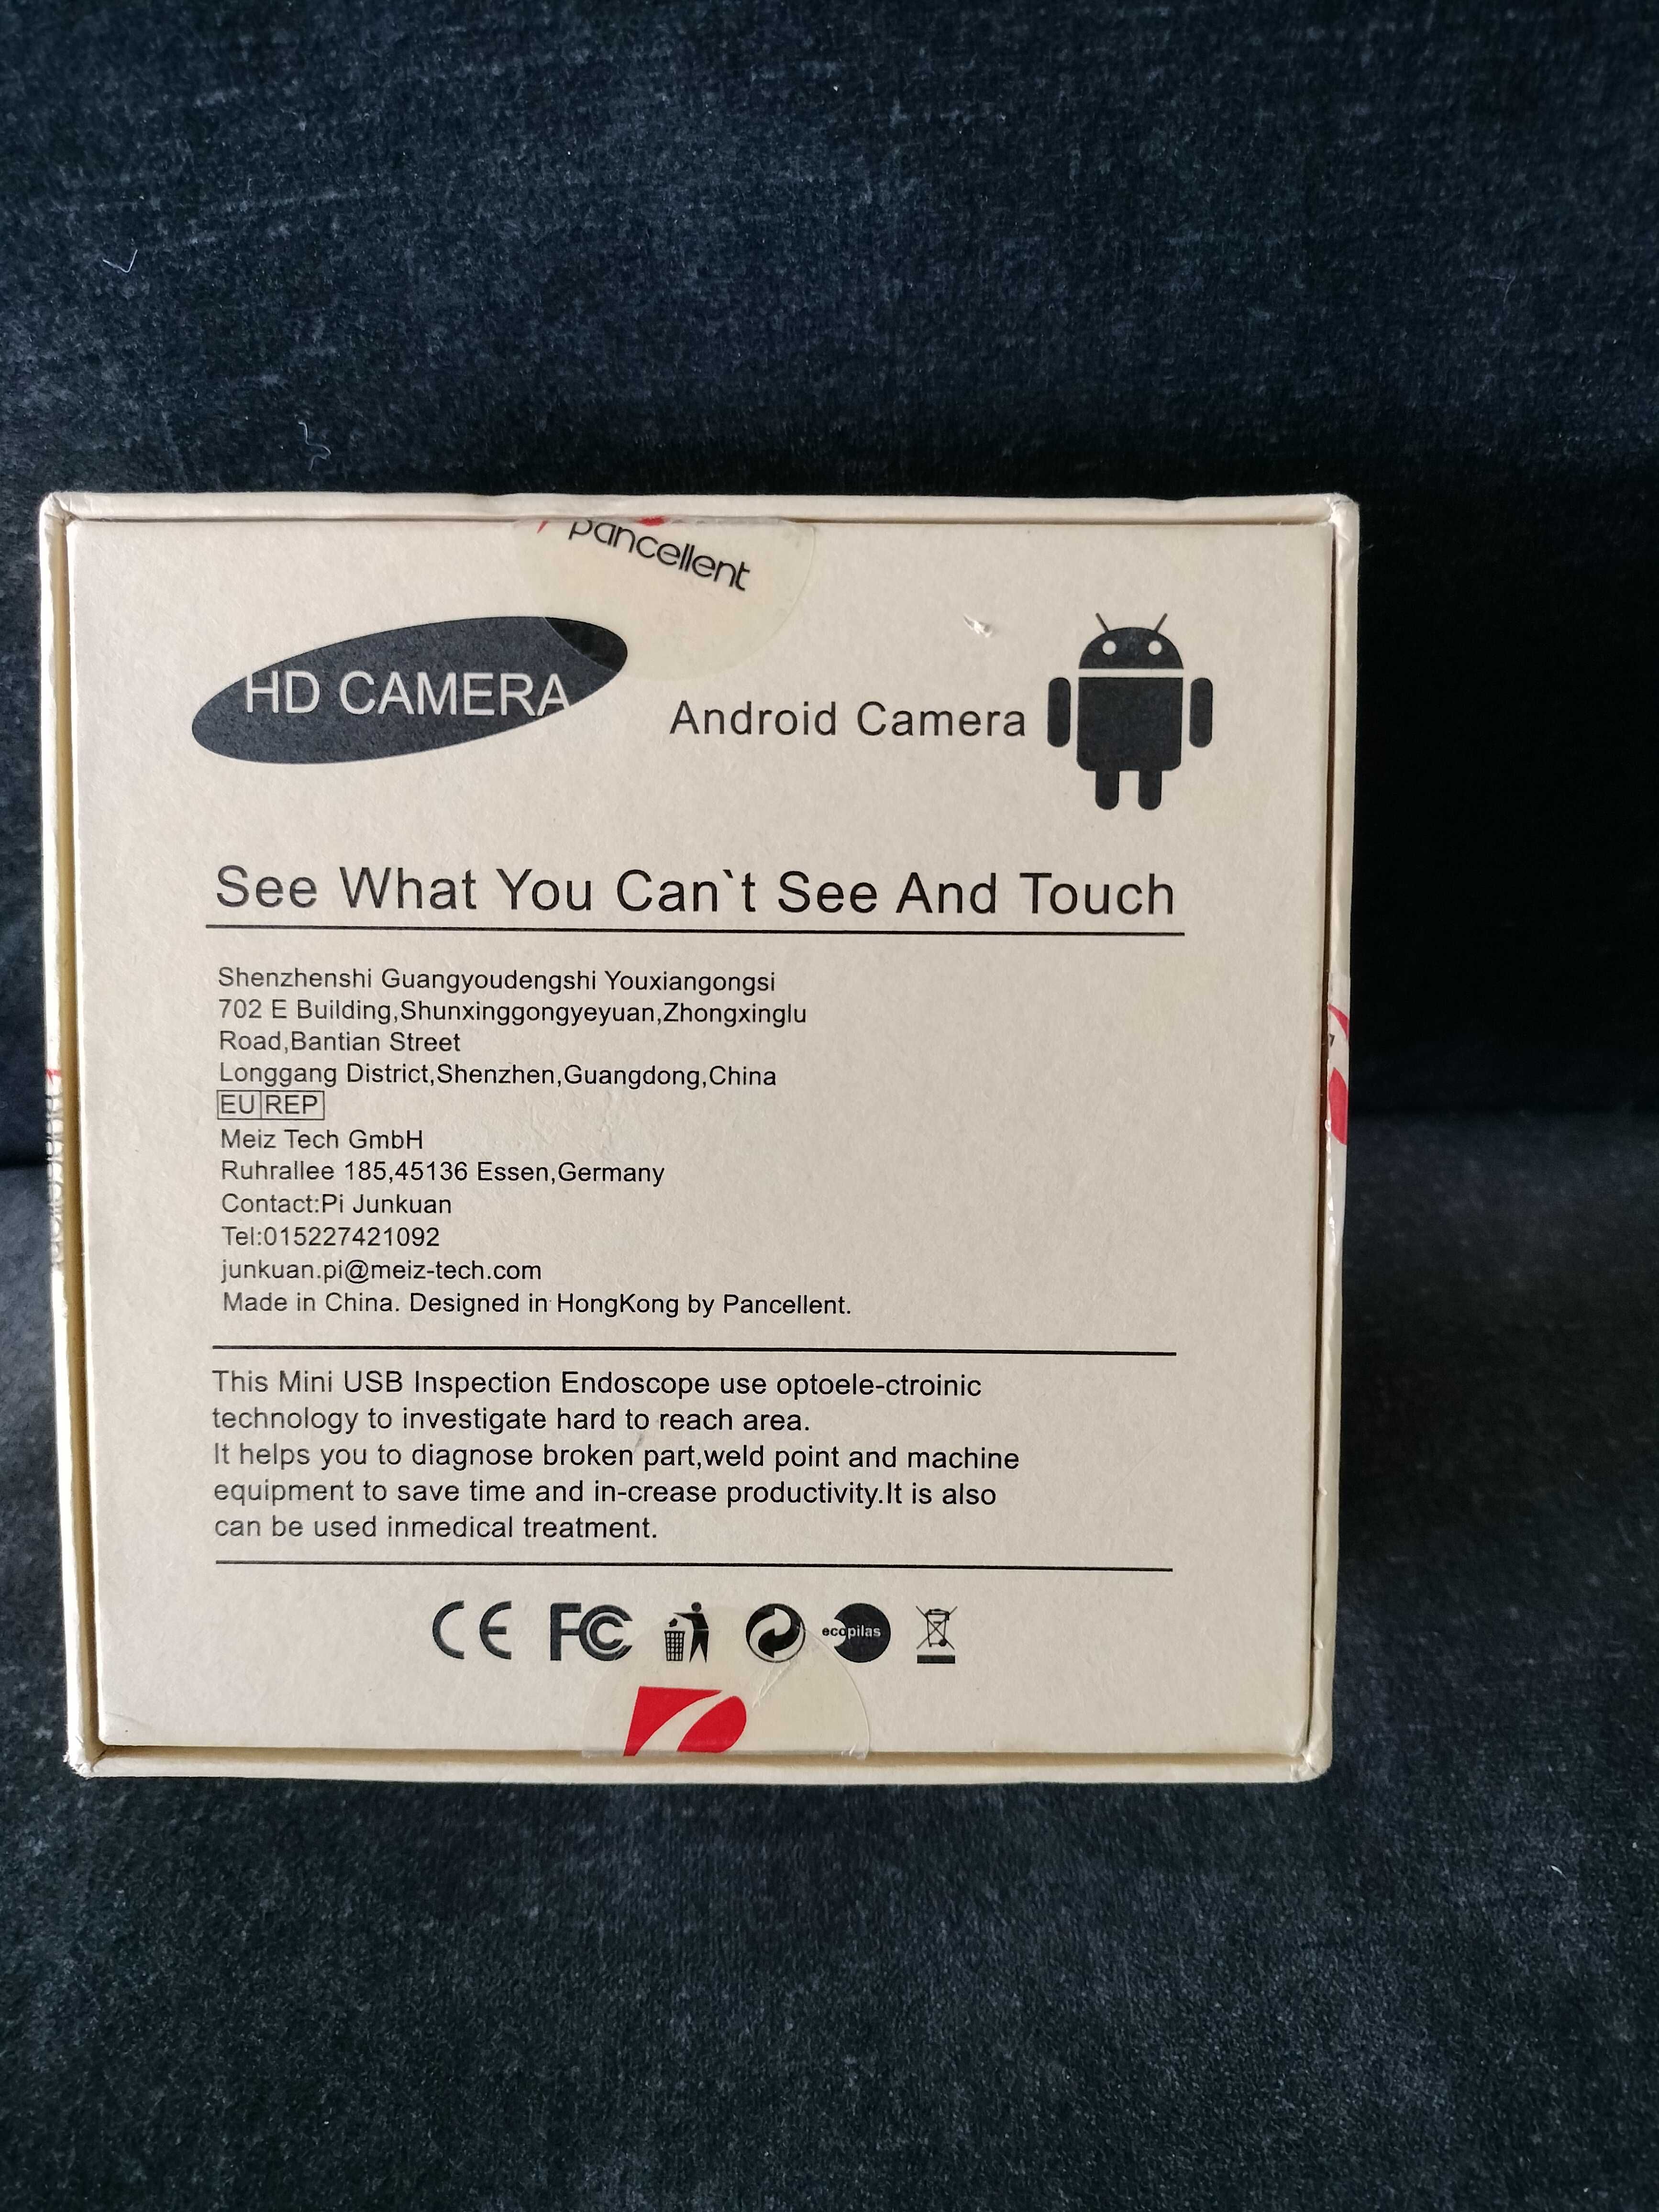 pancellent
HD CAMERA
Android Camera
See What You Can`t See And Touch
Shenzhenshi Guangyoudengshi Youxiangongsi
702 E Building,Shunxinggongyeyuan,Zhongxinglu
Road,Bantian Street
Longgang District,Shenzhen,Guangdong,China
EU REP
Meiz Tech GmbH
Ruhrallee 185,45136 Essen,Germany
Contact:Pi Junkuan
Tel:015227421092
junkuan.pi@meiz-tech.com
Made in China. Designed in HongKong by Pancellent.
This Mini USB Inspection Endoscope use optoele-ctroinic
technology to investigate hard to reach area.
It helps you to diagnose broken part,weld point and machine
equipment to save time and in-crease productivity.It is also
can be used inmedical treatment.
CE FC ecopilas